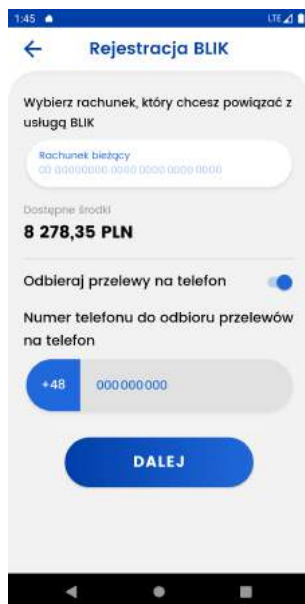 1:45 LTE
Rejestracja BLIK
Wybierz rachunek, który chcesz powiązać z
usługą BLIK
Rachunek bieżący
00 00000000 0000 0000 0000 0000
Dostępne środki
8 278,35 PLN
Odbieraj przelewy na telefon
Numer telefonu do odbioru przelewów
na telefon
+48 000000000
DALEJ